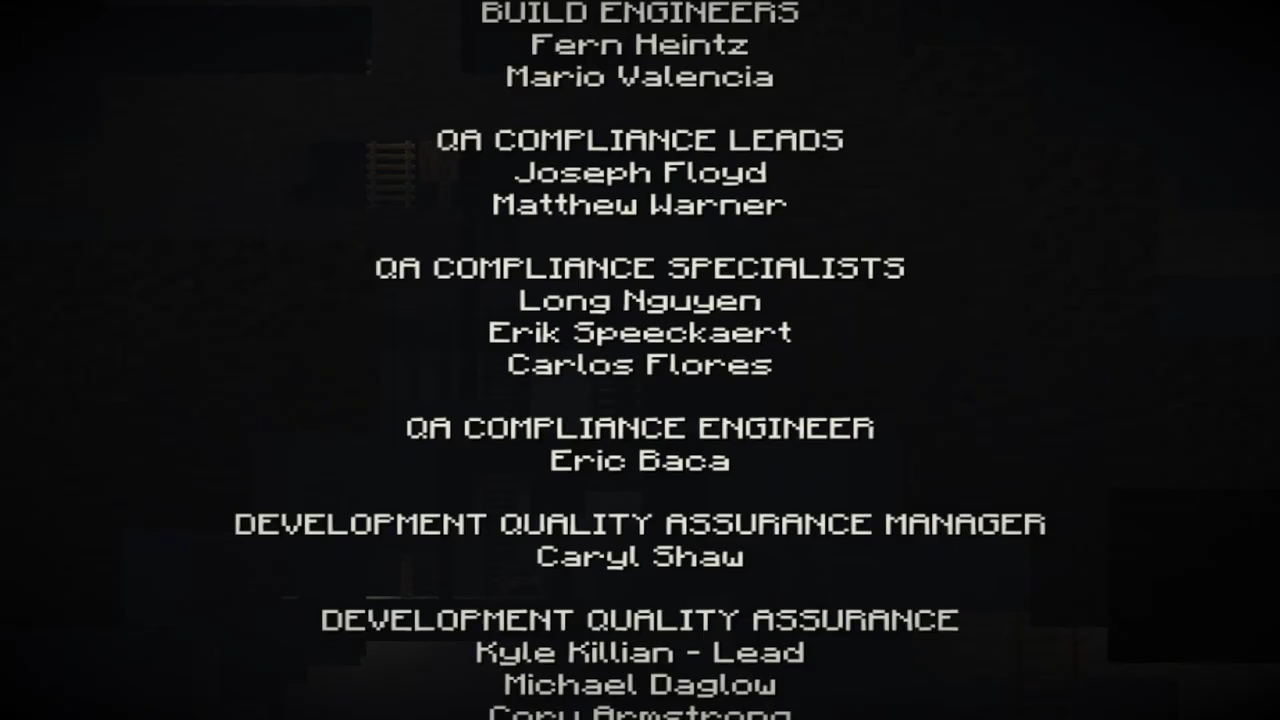 BUILD ENGINEERS
Fern Heintz
Mario Valencia
QA COMPLIANCE LEADS
Joseph Floyd
Matthew Warner
QA COMPLIANCE SPECIALISTS
Long Nguyen
Erik Speeckaert
Carlos Flores
QA COMPLIANCE ENGINEER
Eric Baca
DEVELOPMENT QUALITY ASSURANCE MANAGER
Caryl Shaw
DEVELOPMENT QUALITY ASSURANCE
Kyle Killian - Lead
Michael Daglow
Cory Armstrong